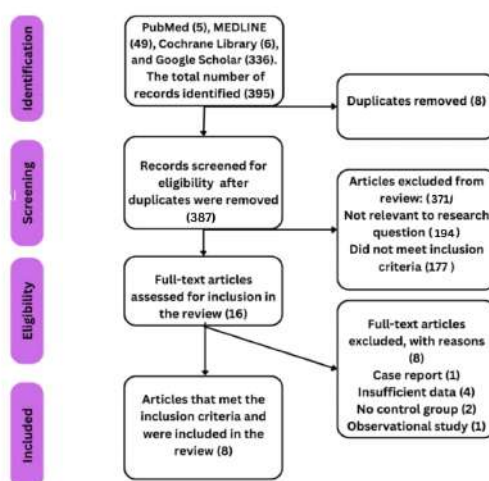 Identification
PubMed (5), MEDLINE
(49), Cochrane Library (6),
and Google Scholar (336).
The total number of
records identified (395)
Duplicates removed (8)
Screening
Records screened for
eligibility after
duplicates were removed
(387)
Articles excluded from
review: (371)
Not relevant to research
question (194)
Did not meet inclusion
criteria (177 )
Eligibility
Full-text articles
assessed for inclusion in
the review (16)
Full-text articles
excluded, with reasons
(8)
Case report (1)
Insufficient data (4)
No control group (2)
Observational study (1)
Included
Articles that met the
inclusion criteria and
were included in the
review (8)